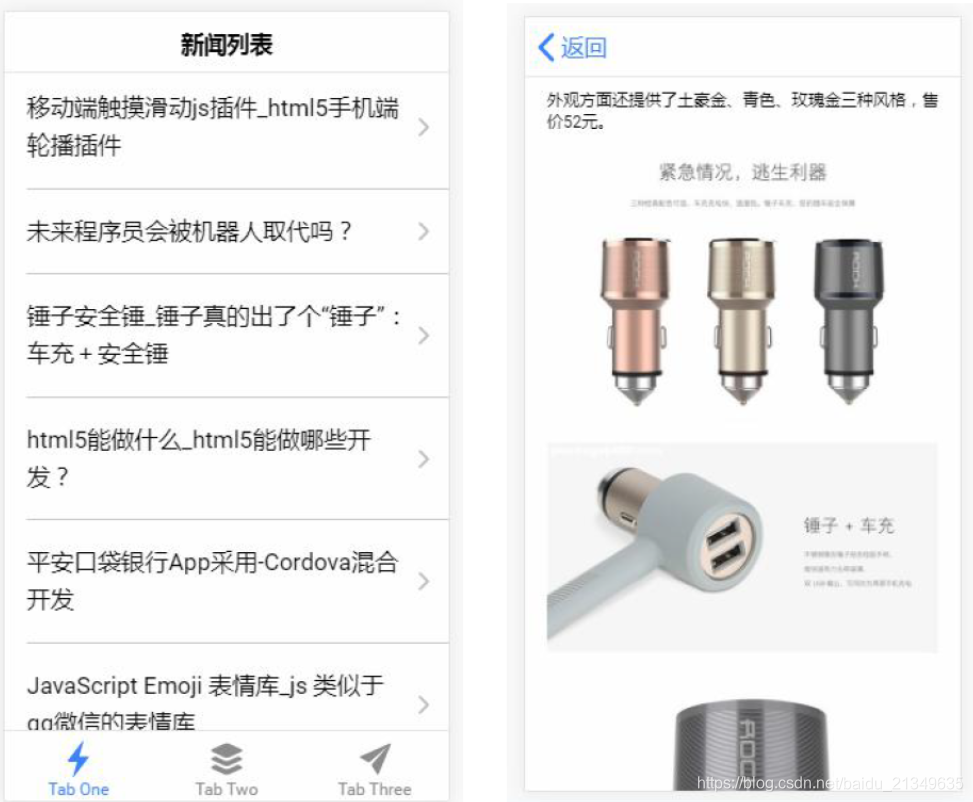 新闻列表
移动端触摸滑动js插件_html5手机端
轮播插件
未来程序员会被机器人取代吗？
锤子安全锤_锤子真的出了个“锤子”：
车充 + 安全锤
html5能做什么_html5能做哪些开
发？
平安口袋银行App采用-Cordova混合
开发
JavaScript Emoji 表情库_js 类似于
qq微信的表情库
Tab One
Tab Two
Tab Three
返回
外观方面还提供了土豪金、青色、玫瑰金三种风格，售
价52元。
紧急情况，逃生利器
ROCK
ROCK
ROCK
锤子 + 车充
https://blog.csdn.net/baidu_21349635